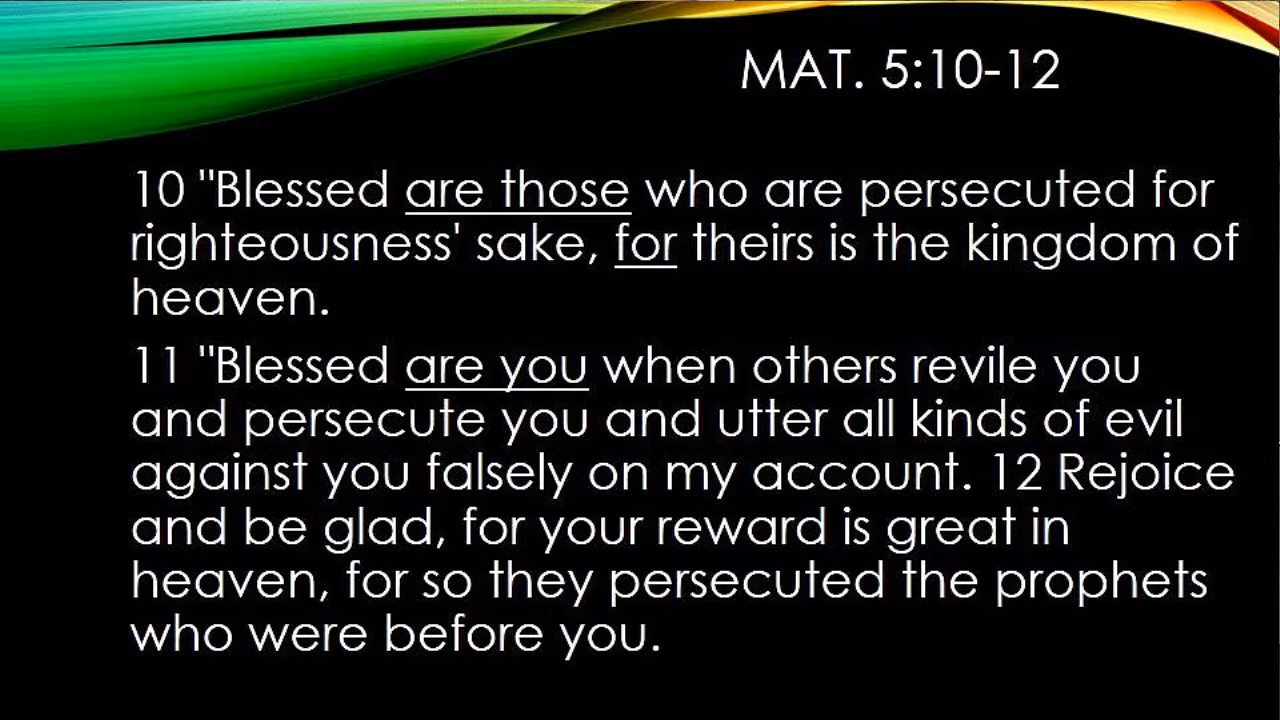 MAT. 5:10-12
10 "Blessed are those who are persecuted for
righteousness' sake, for theirs is the kingdom of
heaven.
11 "Blessed are you when others revile you
and persecute you and utter all kinds of evil
against you falsely on my account. 12 Rejoice
and be glad, for your reward is great in
heaven, for so they persecuted the prophets
who were before you.